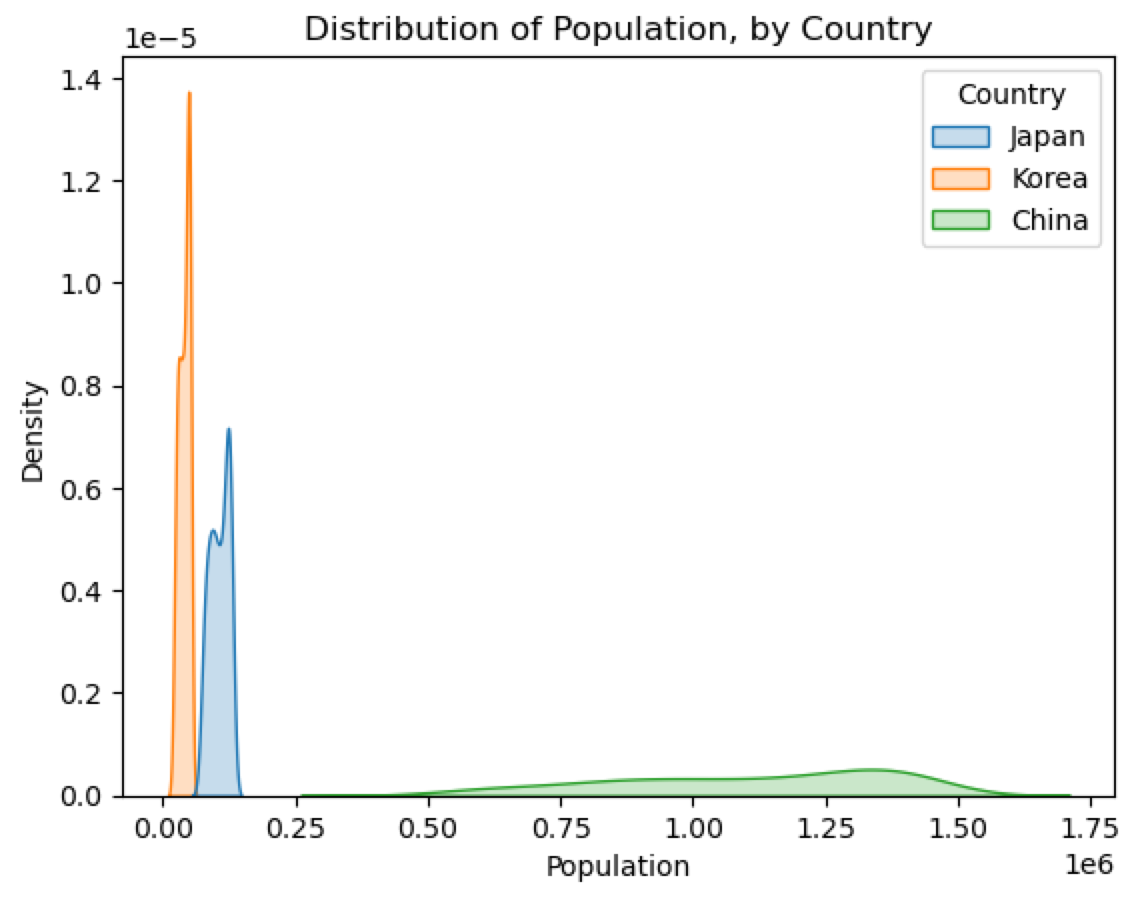 Distribution of Population, by Country
1e−5
1.4
1.2
1.0
0.8
0.6
0.4
0.2
0.0
Density
Country
Japan
Korea
China
0.00 0.25 0.50 0.75 1.00 1.25 1.50 1.75
Population
1e6